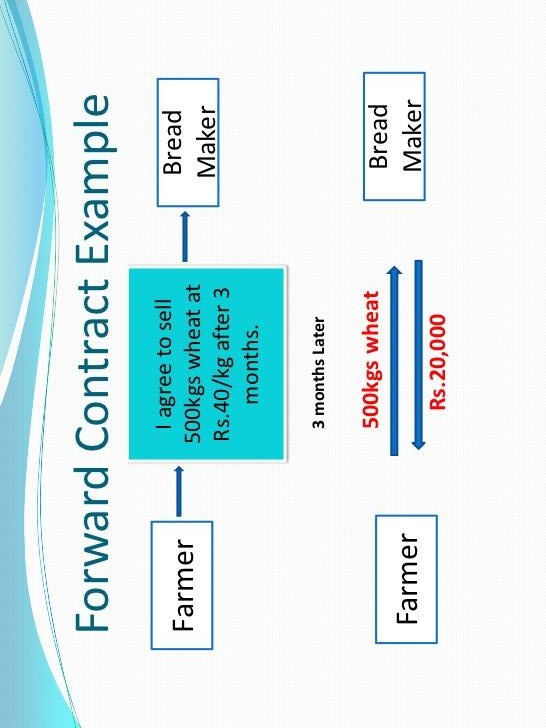 Forward Contract Example
Farmer
I agree to sell
500kgs wheat at
Rs.40/kg after 3
months.
Bread
Maker
3 months Later
Farmer
500kgs wheat
Rs.20,000
Bread
Maker